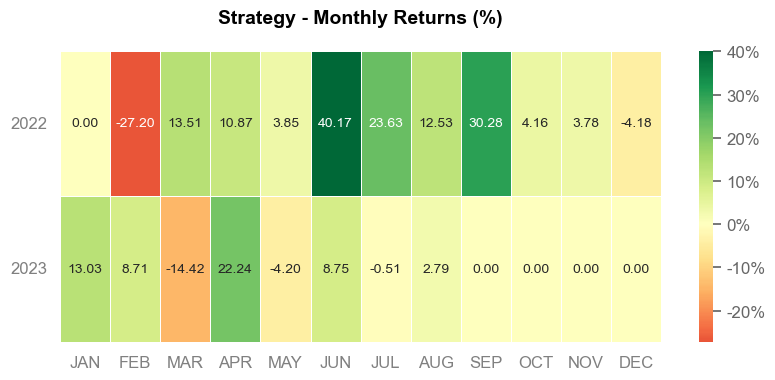 Strategy - Monthly Returns (%)
2022 0.00 -27.20 13.51 10.87 3.85 40.17 23.63 12.53 30.28 4.16 3.78 -4.18
2023 13.03 8.71 -14.42 22.24 -4.20 8.75 -0.51 2.79 0.00 0.00 0.00 0.00
JAN FEB MAR APR MAY JUN JUL AUG SEP OCT NOV DEC
40%
30%
20%
10%
0%
-10%
-20%